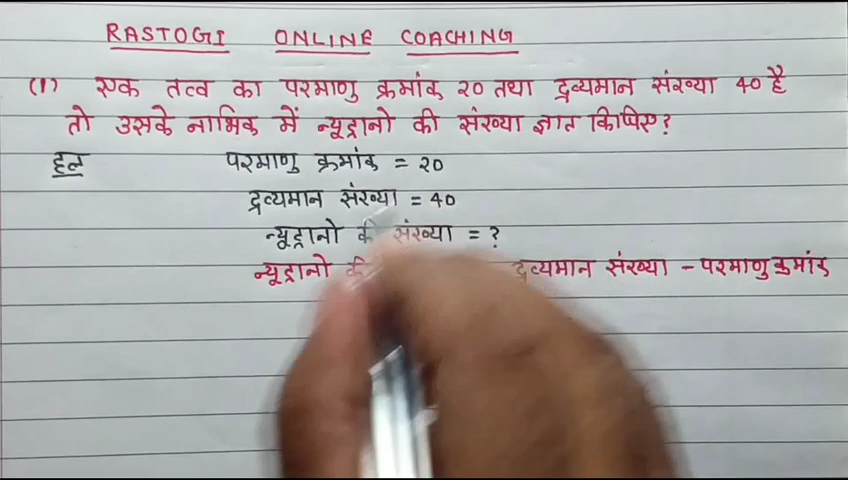 RASTOGI ONLINE COACHING
(1) एक तत्व का परमाणु क्रमांक 20 तथा द्रव्यमान संख्या 40 है
तो उसके नाभिक में न्यूट्रानो की संख्या ज्ञात किजिए?
हल परमाणु क्रमांक = 20
द्रव्यमान संख्या = 40
न्यूट्रानो की संख्या = ?
न्यूट्रानो की द्रव्यमान संख्या - परमाणु क्रमांक